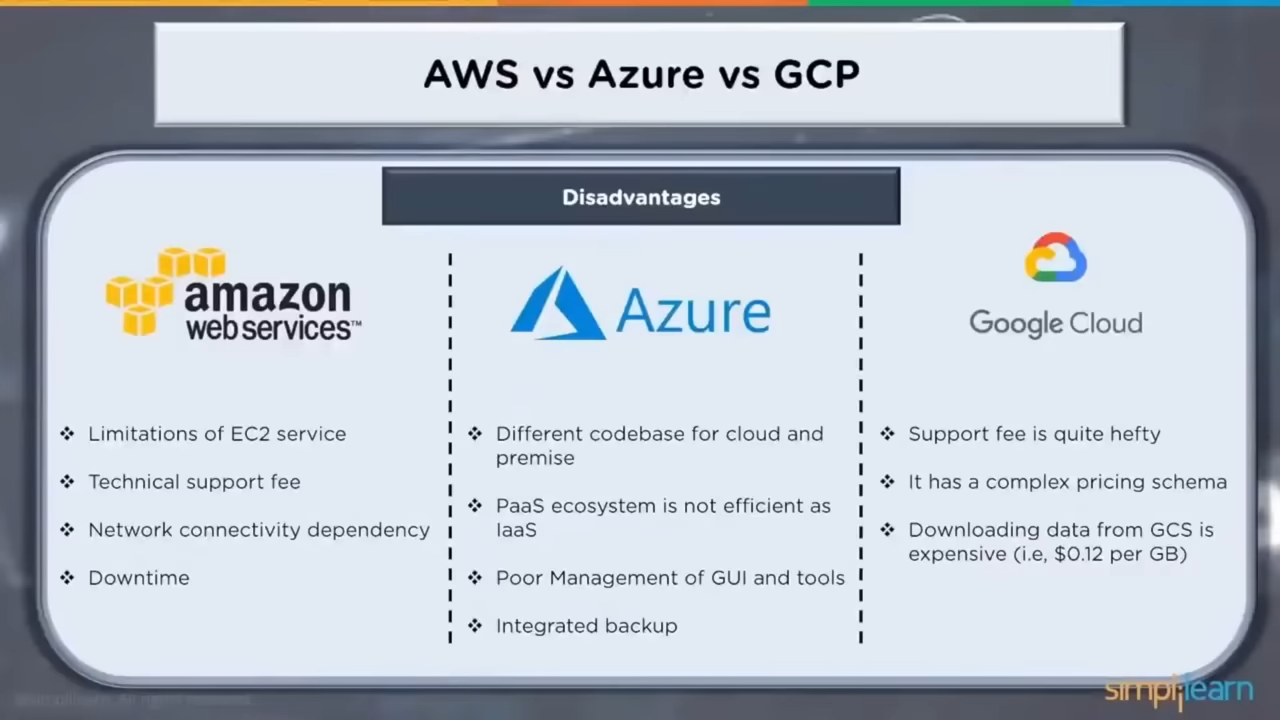 AWS vs Azure vs GCP
Disadvantages
amazon
web services™
Azure
Google Cloud
❖ Limitations of EC2 service
❖ Technical support fee
❖ Network connectivity dependency
❖ Downtime
❖ Different codebase for cloud and
premise
❖ PaaS ecosystem is not efficient as
IaaS
❖ Poor Management of GUI and tools
❖ Integrated backup
❖ Support fee is quite hefty
❖ It has a complex pricing schema
❖ Downloading data from GCS is
expensive (i.e, $0.12 per GB)
simplilearn